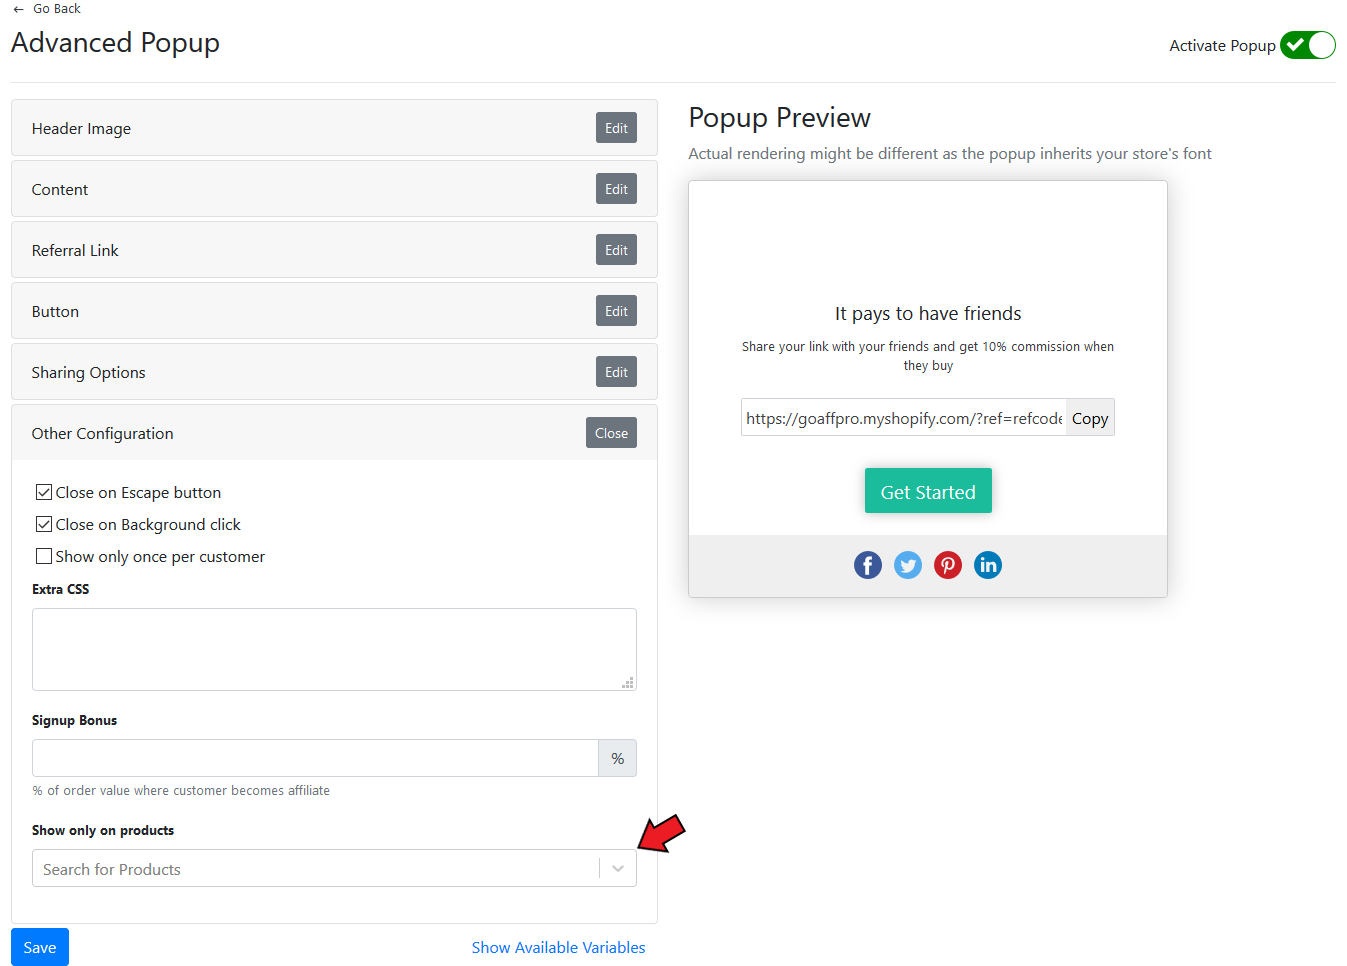 ← Go Back
Advanced Popup
Activate Popup
Header Image
Edit
Content
Edit
Referral Link
Edit
Button
Edit
Sharing Options
Edit
Other Configuration
Close
Close on Escape button
Close on Background click
Show only once per customer
Extra CSS
Signup Bonus
%
% of order value where customer becomes affiliate
Show only on products
Search for Products
Save
Show Available Variables
Popup Preview
Actual rendering might be different as the popup inherits your store's font
It pays to have friends
Share your link with your friends and get 10% commission when
they buy
https://goaffpro.myshopify.com/?ref=refcode
Copy
Get Started